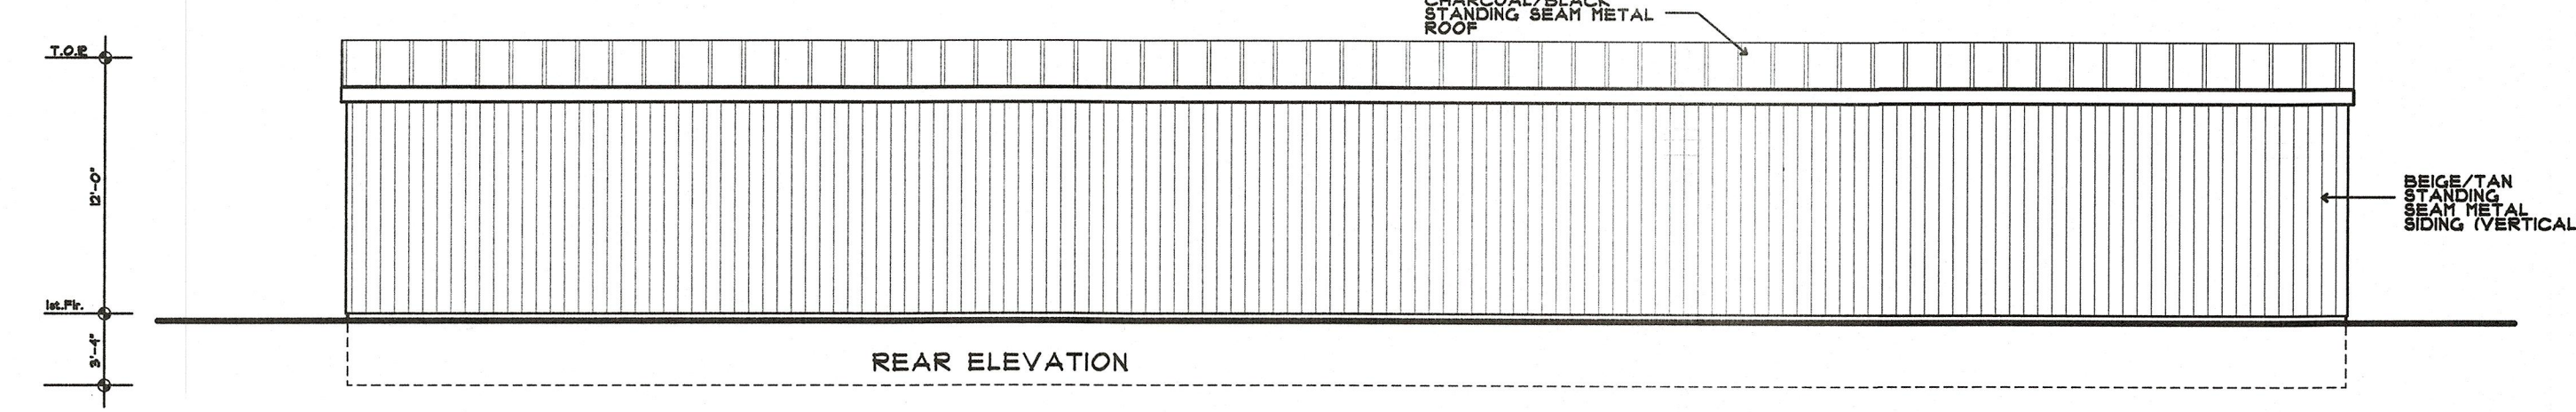 CHARCOAL/BLACK
STANDING SEAM METAL
ROOF
T.O.P.
12'-0"
BEIGE/TAN
STANDING
SEAM METAL
SIDING (VERTICAL
1st.Flr.
3'-4"
REAR ELEVATION